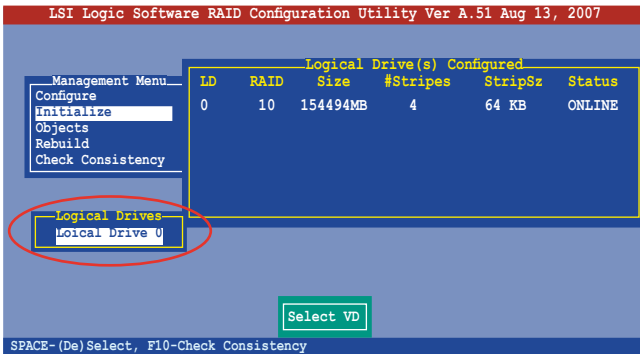 LSI Logic Software RAID Configuration Utility Ver A.51 Aug 13, 2007
Logical Drive(s) Configured
LD RAID Size #Stripes StripSz Status
0 10 154494MB 4 64 KB ONLINE
Management Menu
Configure
Initialize
Objects
Rebuild
Check Consistency
Logical Drives
Loical Drive 0
Select VD
SPACE-(De)Select, F10-Check Consistency